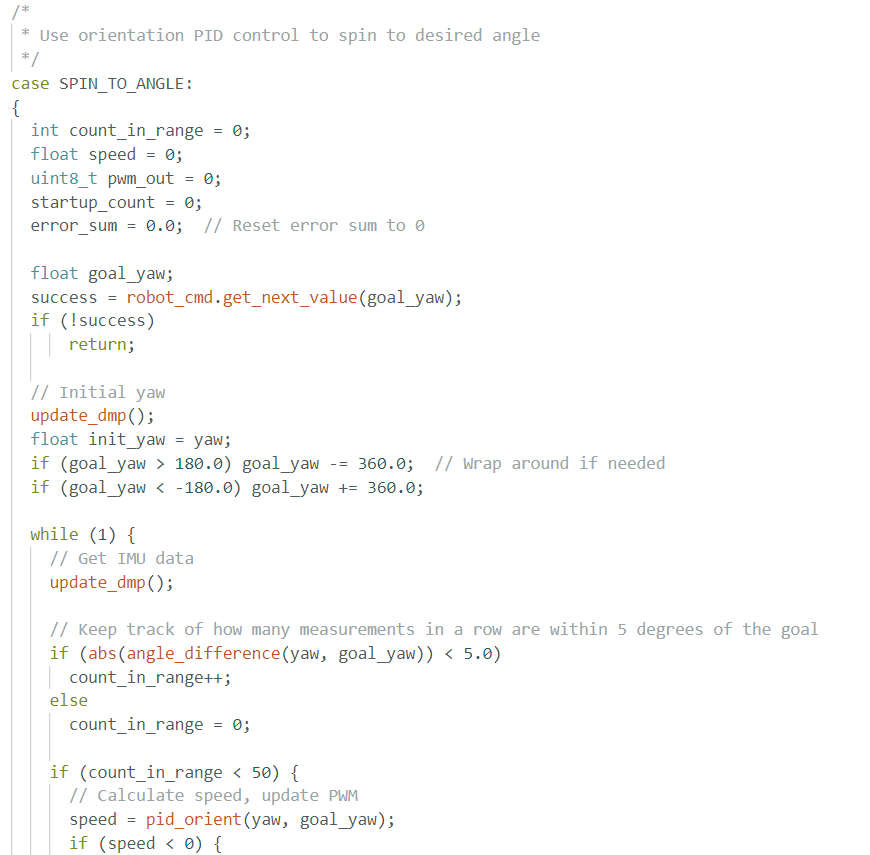 /*
 * Use orientation PID control to spin to desired angle
 */
case SPIN_TO_ANGLE:
{
  int count_in_range = 0;
  float speed = 0;
  uint8_t pwm_out = 0;
  startup_count = 0;
  error_sum = 0.0;  // Reset error sum to 0

  float goal_yaw;
  success = robot_cmd.get_next_value(goal_yaw);
  if (!success)
      return;

  // Initial yaw
  update_dmp();
  float init_yaw = yaw;
  if (goal_yaw > 180.0) goal_yaw -= 360.0;  // Wrap around if needed
  if (goal_yaw < -180.0) goal_yaw += 360.0;

  while (1) {
    // Get IMU data
    update_dmp();

    // Keep track of how many measurements in a row are within 5 degrees of the goal
    if (abs(angle_difference(yaw, goal_yaw)) < 5.0)
      count_in_range++;
    else
      count_in_range = 0;

    if (count_in_range < 50) {
      // Calculate speed, update PWM
      speed = pid_orient(yaw, goal_yaw);
      if (speed < 0) {